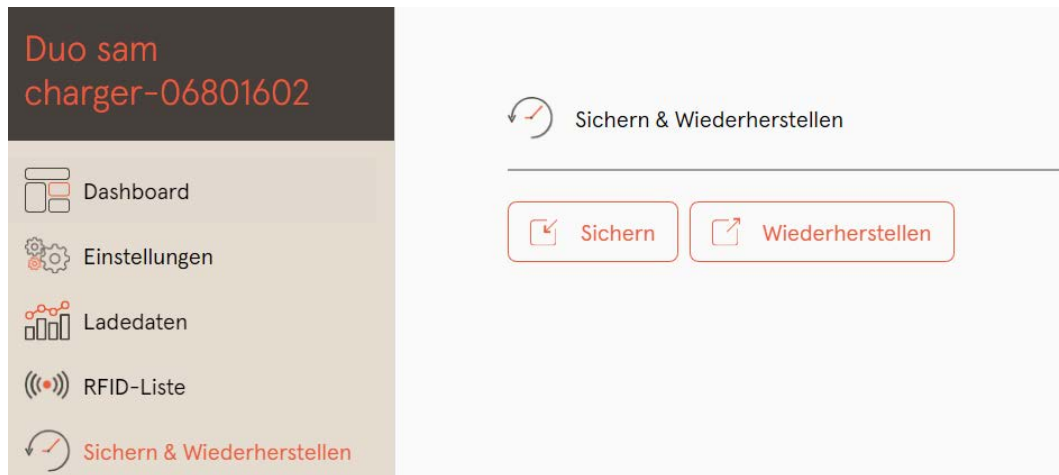 Duo sam
charger-06801602
Dashboard
Einstellungen
Ladedaten
RFID-Liste
Sichern & Wiederherstellen
Sichern & Wiederherstellen
Sichern
Wiederherstellen